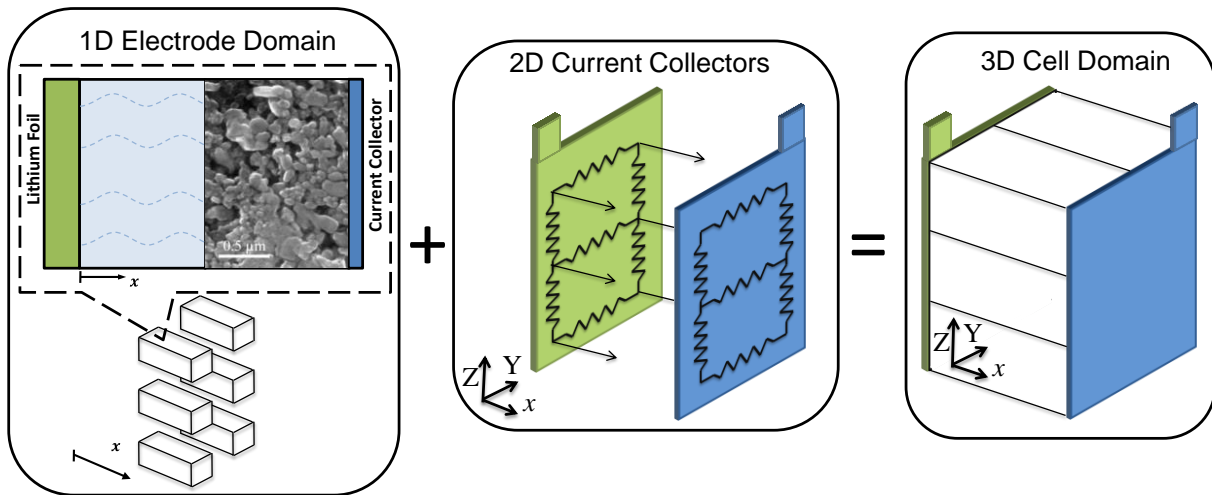 1D Electrode Domain
Lithium Foil
0.5 μm
Current Collector
x
x
+
2D Current Collectors
Z
Y
x
=
3D Cell Domain
Z
Y
x